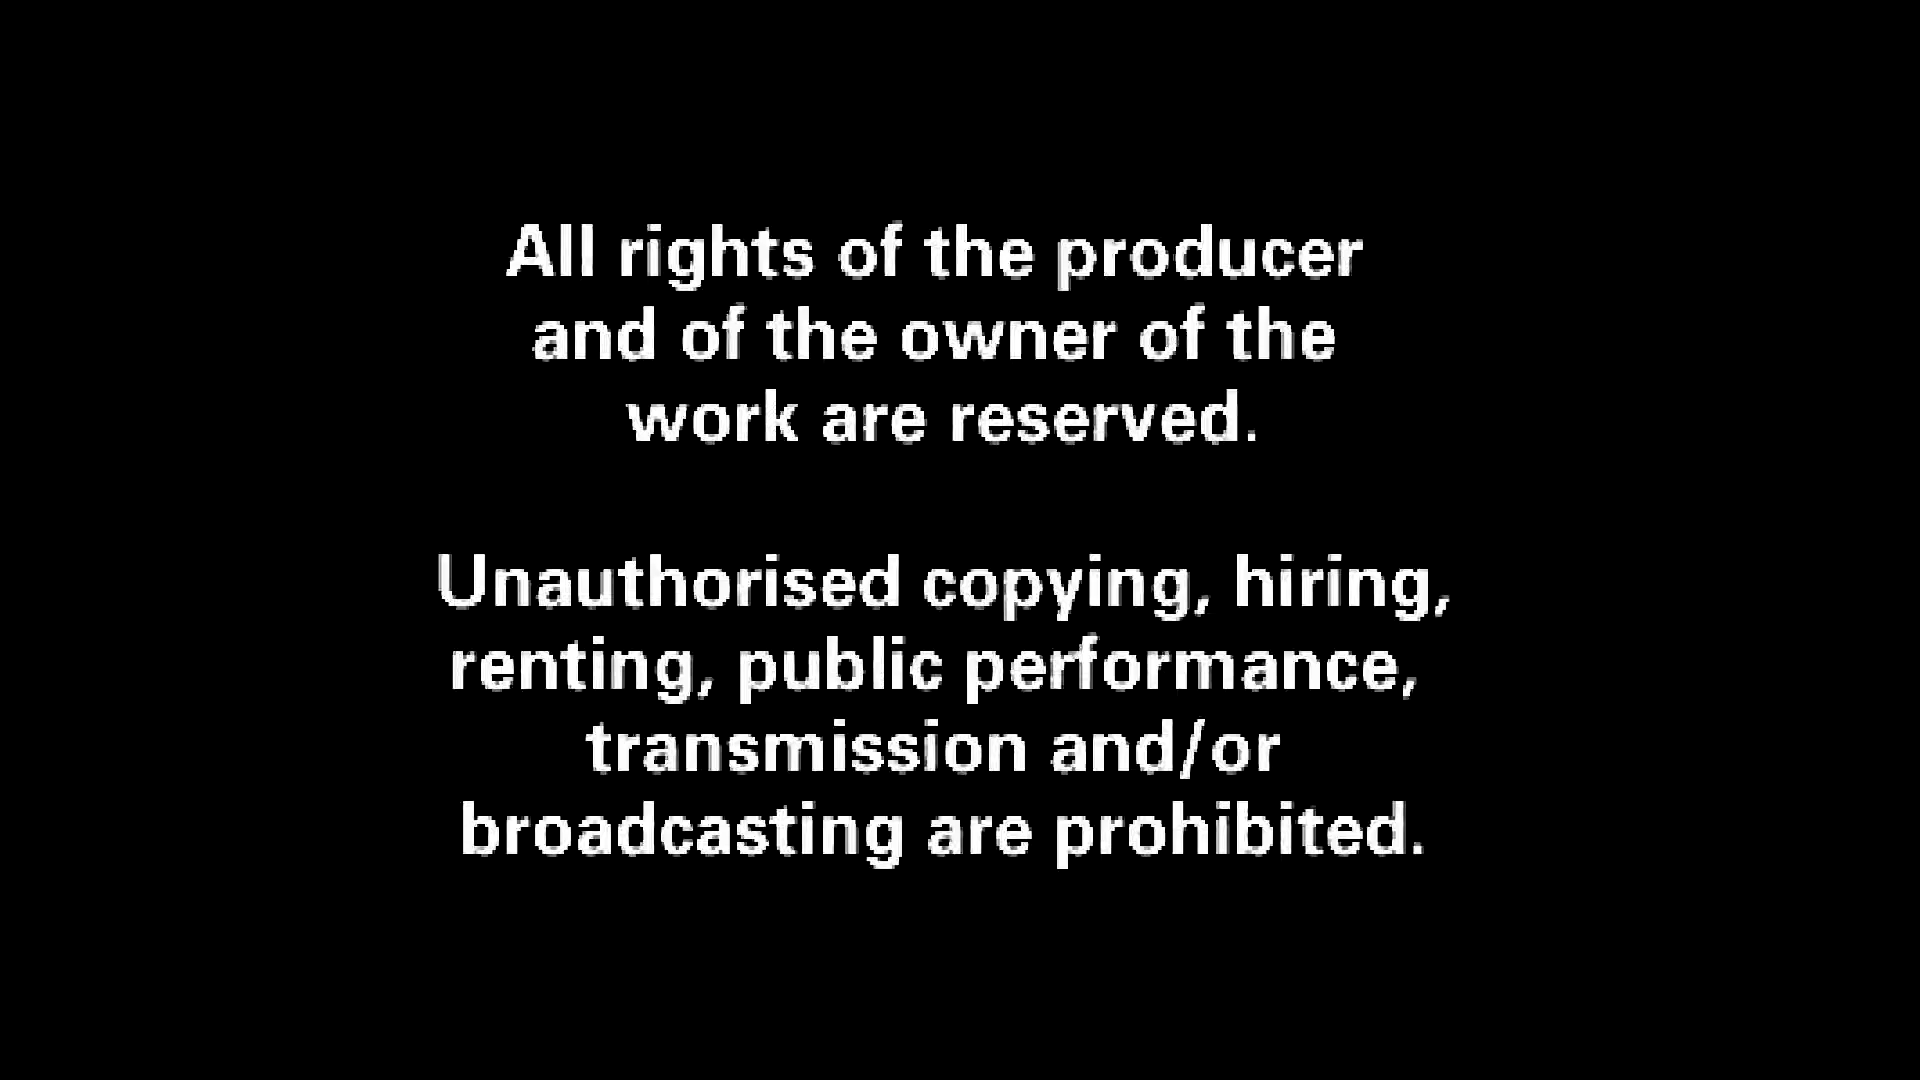 All rights of the producer
and of the owner of the
work are reserved.
Unauthorised copying, hiring,
renting, public performance,
transmission and/or
broadcasting are prohibited.